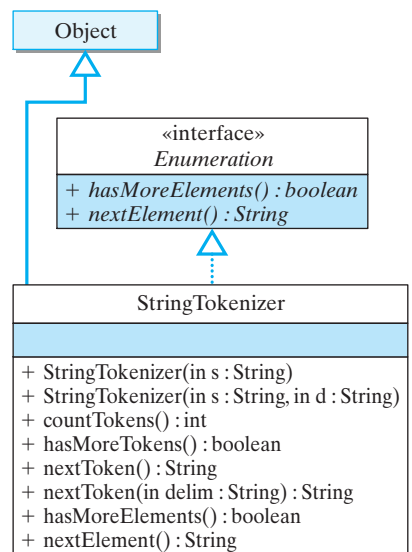 Object
«interface»
Enumeration
+ hasMoreElements() : boolean
+ nextElement() : String
StringTokenizer
+ StringTokenizer(in s : String)
+ StringTokenizer(in s : String, in d : String)
+ countTokens() : int
+ hasMoreTokens() : boolean
+ nextToken() : String
+ nextToken(in delim : String) : String
+ hasMoreElements() : boolean
+ nextElement() : String